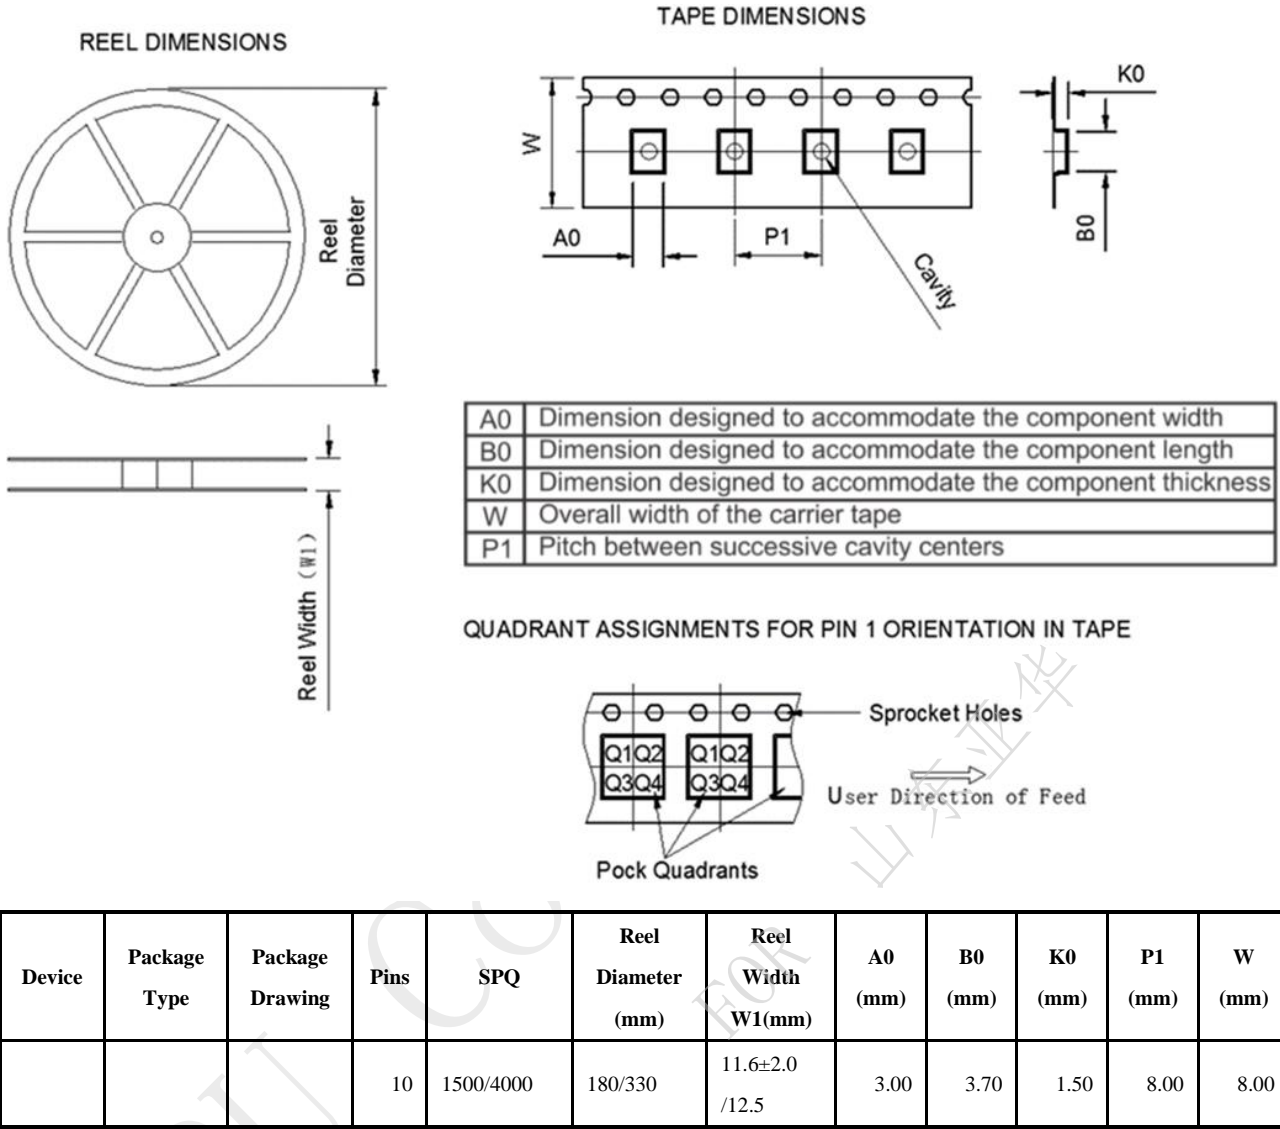 REEL DIMENSIONS
TAPE DIMENSIONS
Reel
Diameter
W
A0
P1
Cavity
K0
B0
Reel Width (W1)
A0 Dimension designed to accommodate the component width
B0 Dimension designed to accommodate the component length
K0 Dimension designed to accommodate the component thickness
W Overall width of the carrier tape
P1 Pitch between successive cavity centers
QUADRANT ASSIGNMENTS FOR PIN 1 ORIENTATION IN TAPE
Sprocket Holes
Q1 Q2 Q1 Q2
Q3 Q4 Q3 Q4
User Direction of Feed
Pock Quadrants
山东亚华
FOR
Device Package Type Package Drawing Pins SPQ Reel Diameter (mm) Reel Width W1(mm) A0 (mm) B0 (mm) K0 (mm) P1 (mm) W (mm)
10 1500/4000 180/330 11.6±2.0 /12.5 3.00 3.70 1.50 8.00 8.00